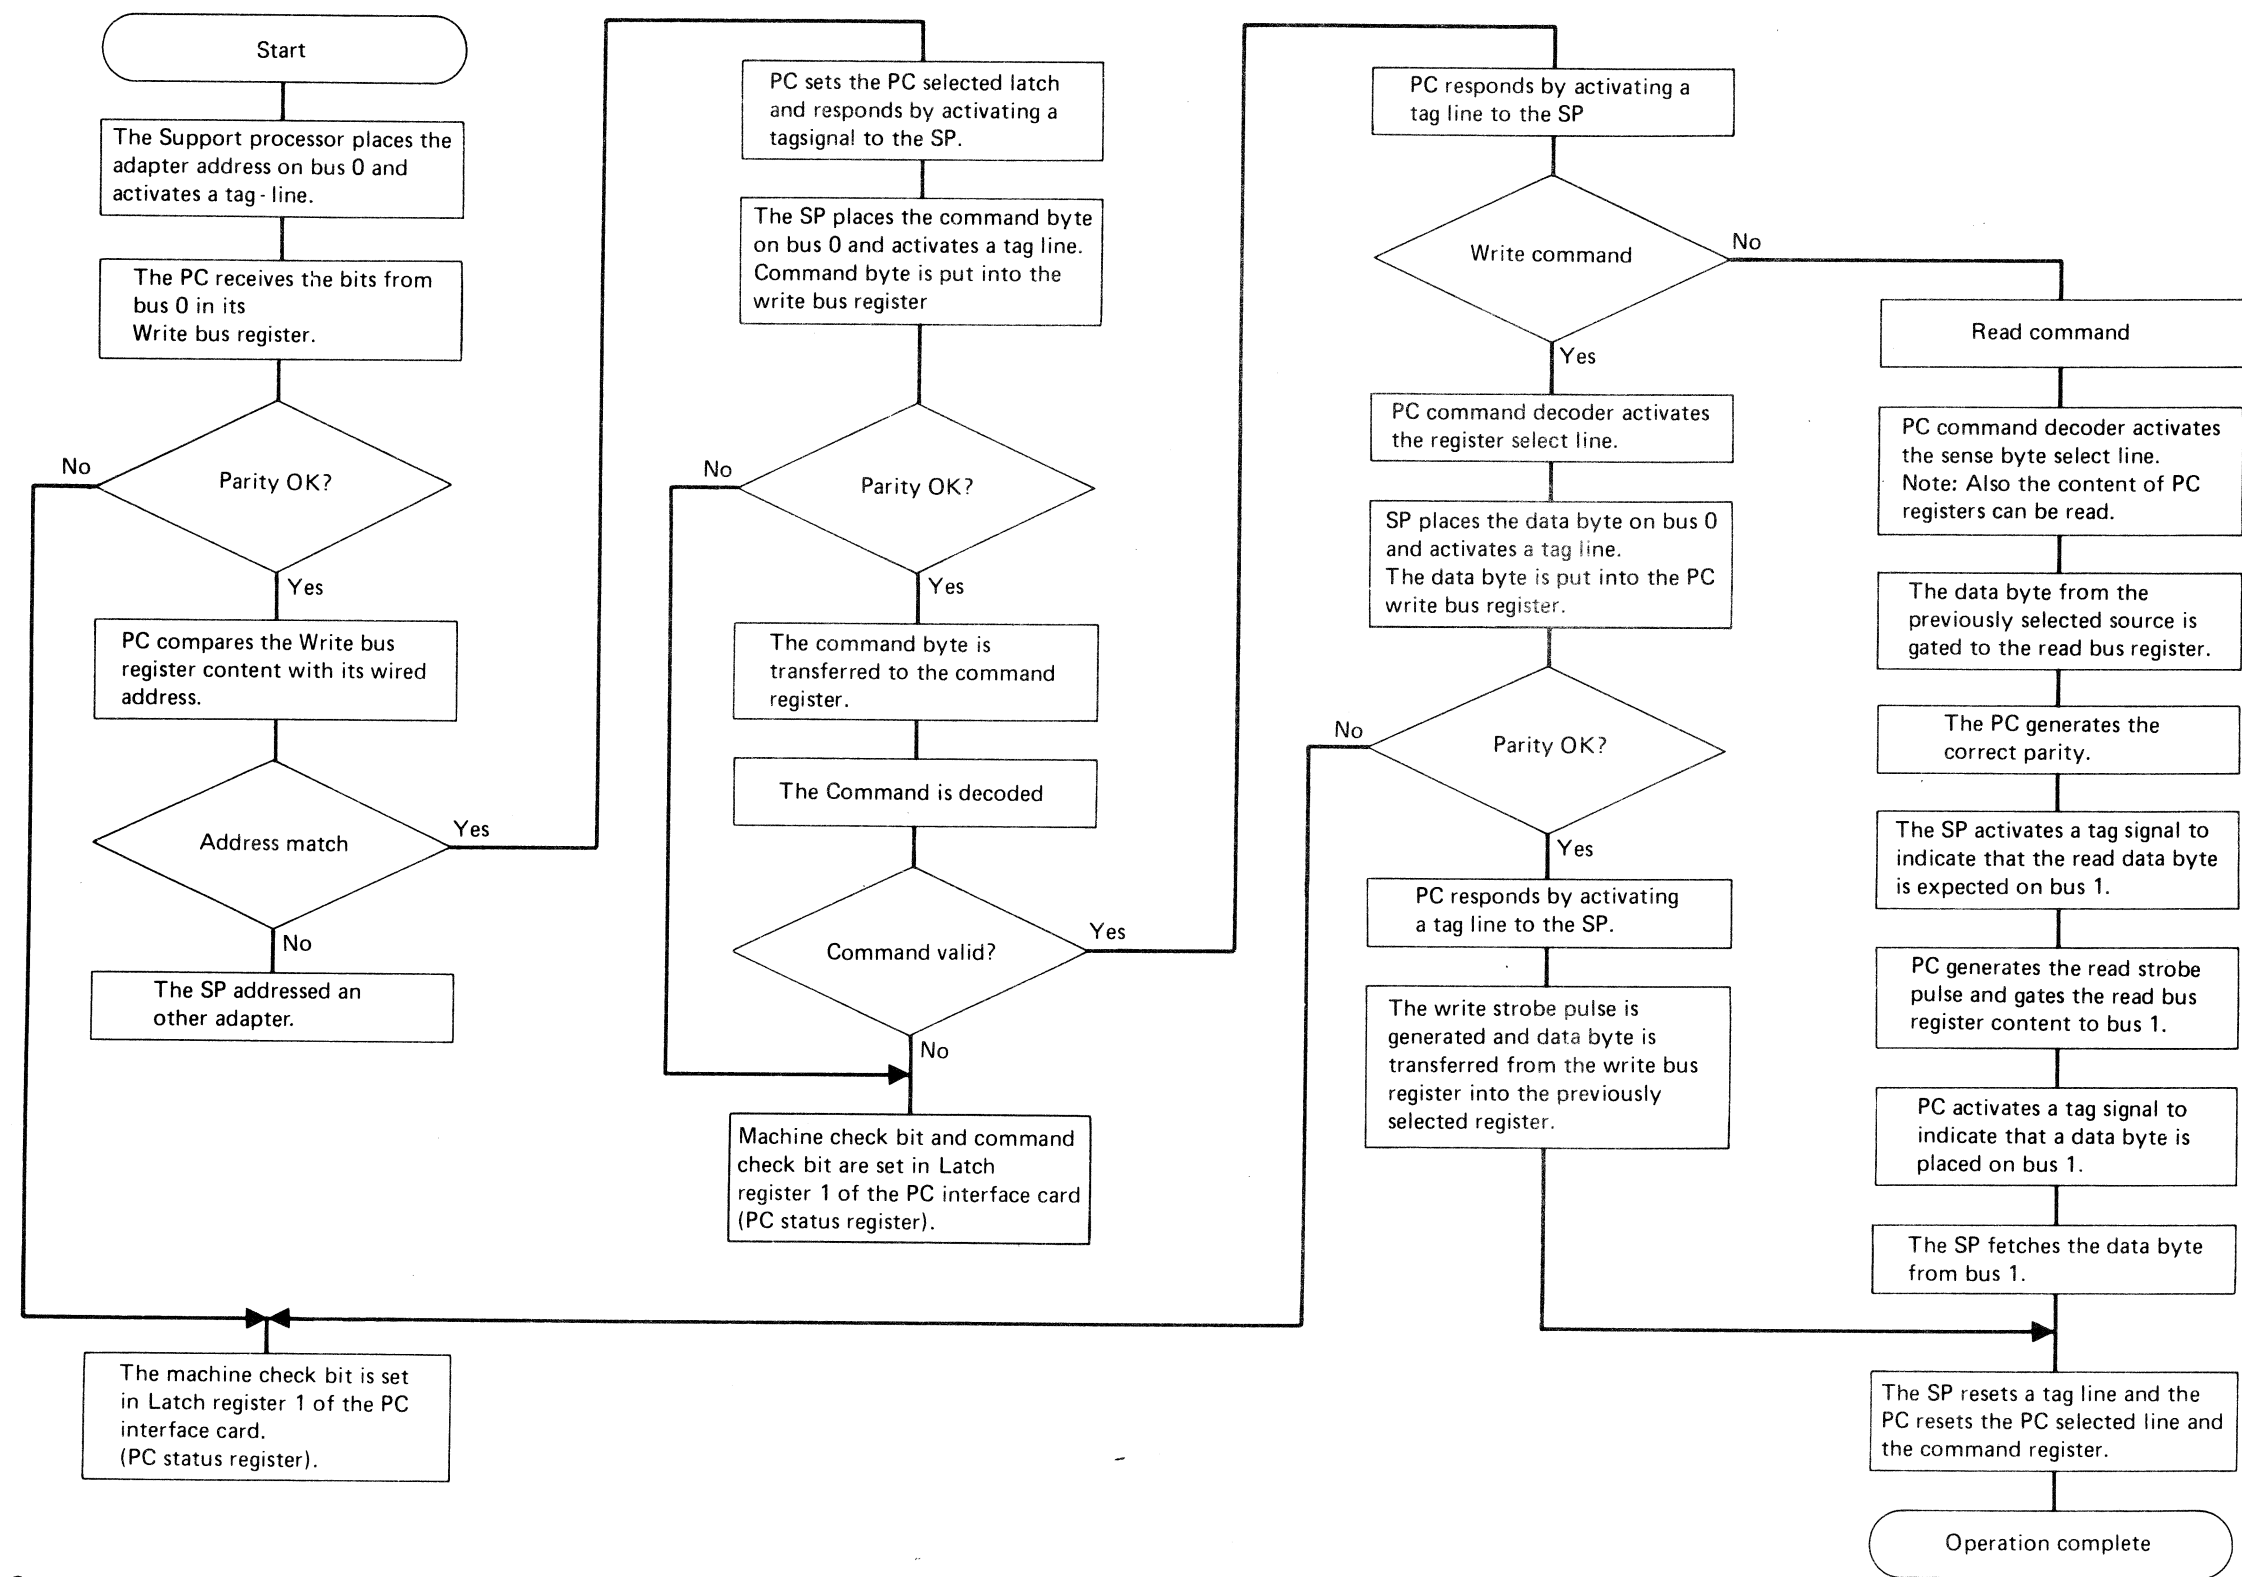 Start
The Support processor places the
adapter address on bus 0 and
activates a tag - line.
The PC receives the bits from
bus 0 in its
Write bus register.
No
Parity OK?
Yes
PC compares the Write bus
register content with its wired
address.
Address match
Yes
No
The SP addressed an
other adapter.
The machine check bit is set
in Latch register 1 of the PC
interface card.
(PC status register).
PC sets the PC selected latch
and responds by activating a
tagsignal to the SP.
The SP places the command byte
on bus 0 and activates a tag line.
Command byte is put into the
write bus register
No
Parity OK?
Yes
The command byte is
transferred to the command
register.
The Command is decoded
Command valid?
Yes
No
Machine check bit and command
check bit are set in Latch
register 1 of the PC interface card
(PC status register).
PC responds by activating a
tag line to the SP
Write command
No
Yes
PC command decoder activates
the register select line.
SP places the data byte on bus 0
and activates a tag line.
The data byte is put into the PC
write bus register.
No
Parity OK?
Yes
PC responds by activating
a tag line to the SP.
The write strobe pulse is
generated and data byte is
transferred from the write bus
register into the previously
selected register.
Read command
PC command decoder activates
the sense byte select line.
Note: Also the content of PC
registers can be read.
The data byte from the
previously selected source is
gated to the read bus register.
The PC generates the
correct parity.
The SP activates a tag signal to
indicate that the read data byte
is expected on bus 1.
PC generates the read strobe
pulse and gates the read bus
register content to bus 1.
PC activates a tag signal to
indicate that a data byte is
placed on bus 1.
The SP fetches the data byte
from bus 1.
The SP resets a tag line and the
PC resets the PC selected line and
the command register.
Operation complete